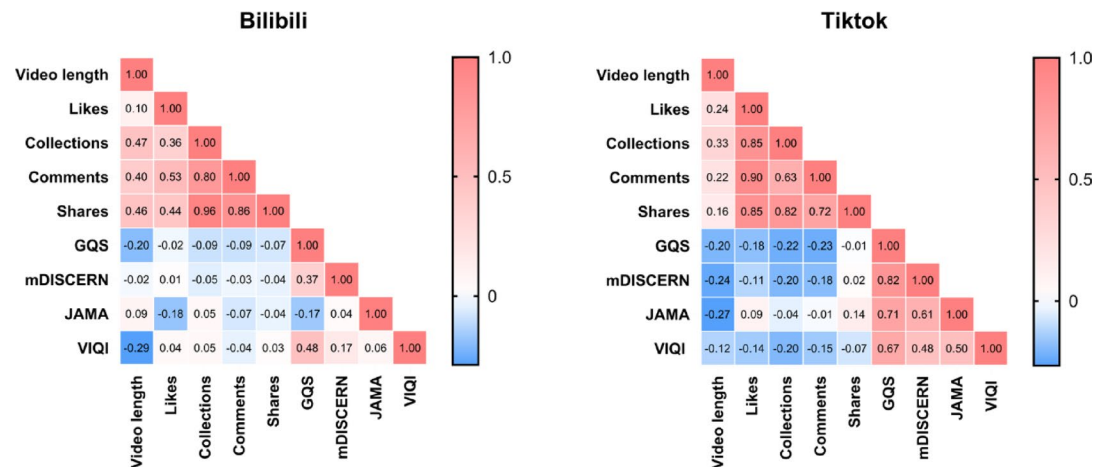 Bilibili
Video length 1.00
Likes 0.10 1.00
Collections 0.47 0.36 1.00
Comments 0.40 0.53 0.80 1.00
Shares 0.46 0.44 0.96 0.86 1.00
GQS -0.20 -0.02 -0.09 -0.09 -0.07 1.00
mDISCERN -0.02 0.01 -0.05 -0.03 -0.04 0.37 1.00
JAMA 0.09 -0.18 0.05 -0.07 -0.04 -0.17 0.04 1.00
VIQI -0.29 0.04 0.05 -0.04 0.03 0.48 0.17 0.06 1.00
Video length Likes Collections Comments Shares GQS mDISCERN JAMA VIQI
1.0
0.5
0
Tiktok
Video length 1.00
Likes 0.24 1.00
Collections 0.33 0.85 1.00
Comments 0.22 0.90 0.63 1.00
Shares 0.16 0.85 0.82 0.72 1.00
GQS -0.20 -0.18 -0.22 -0.23 -0.01 1.00
mDISCERN -0.24 -0.11 -0.20 -0.18 0.02 0.82 1.00
JAMA -0.27 0.09 -0.04 -0.01 0.14 0.71 0.61 1.00
VIQI -0.12 -0.14 -0.20 -0.15 -0.07 0.67 0.48 0.50 1.00
Video length Likes Collections Comments Shares GQS mDISCERN JAMA VIQI
1.0
0.5
0